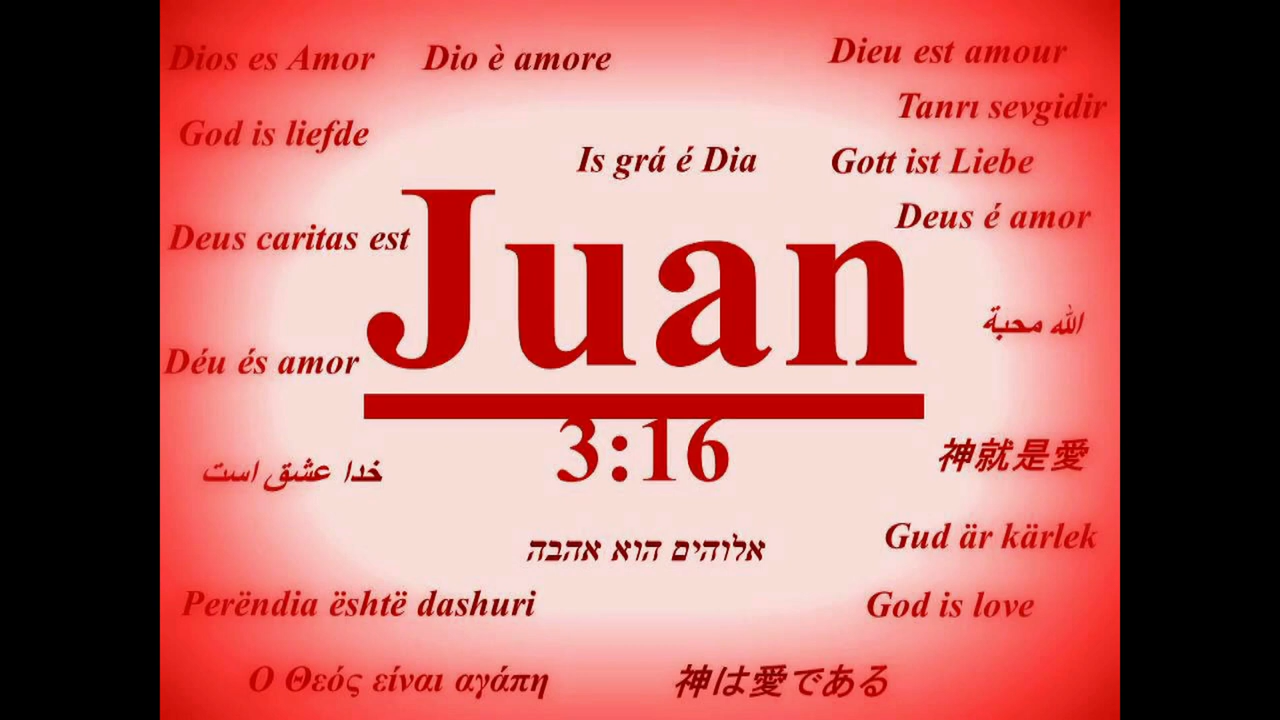 Dios es Amor
Dio è amore
Dieu est amour
Tanrı sevgidir
God is liefde
Is grá é Dia
Gott ist Liebe
Deus é amor
Deus caritas est
Juan
3:16
الله محبة
Déu és amor
خدا عشق است
神就是愛
אלוהים הוא אהבה
Gud är kärlek
Perëndia është dashuri
God is love
Ο Θεός είναι αγάπη
神は愛である